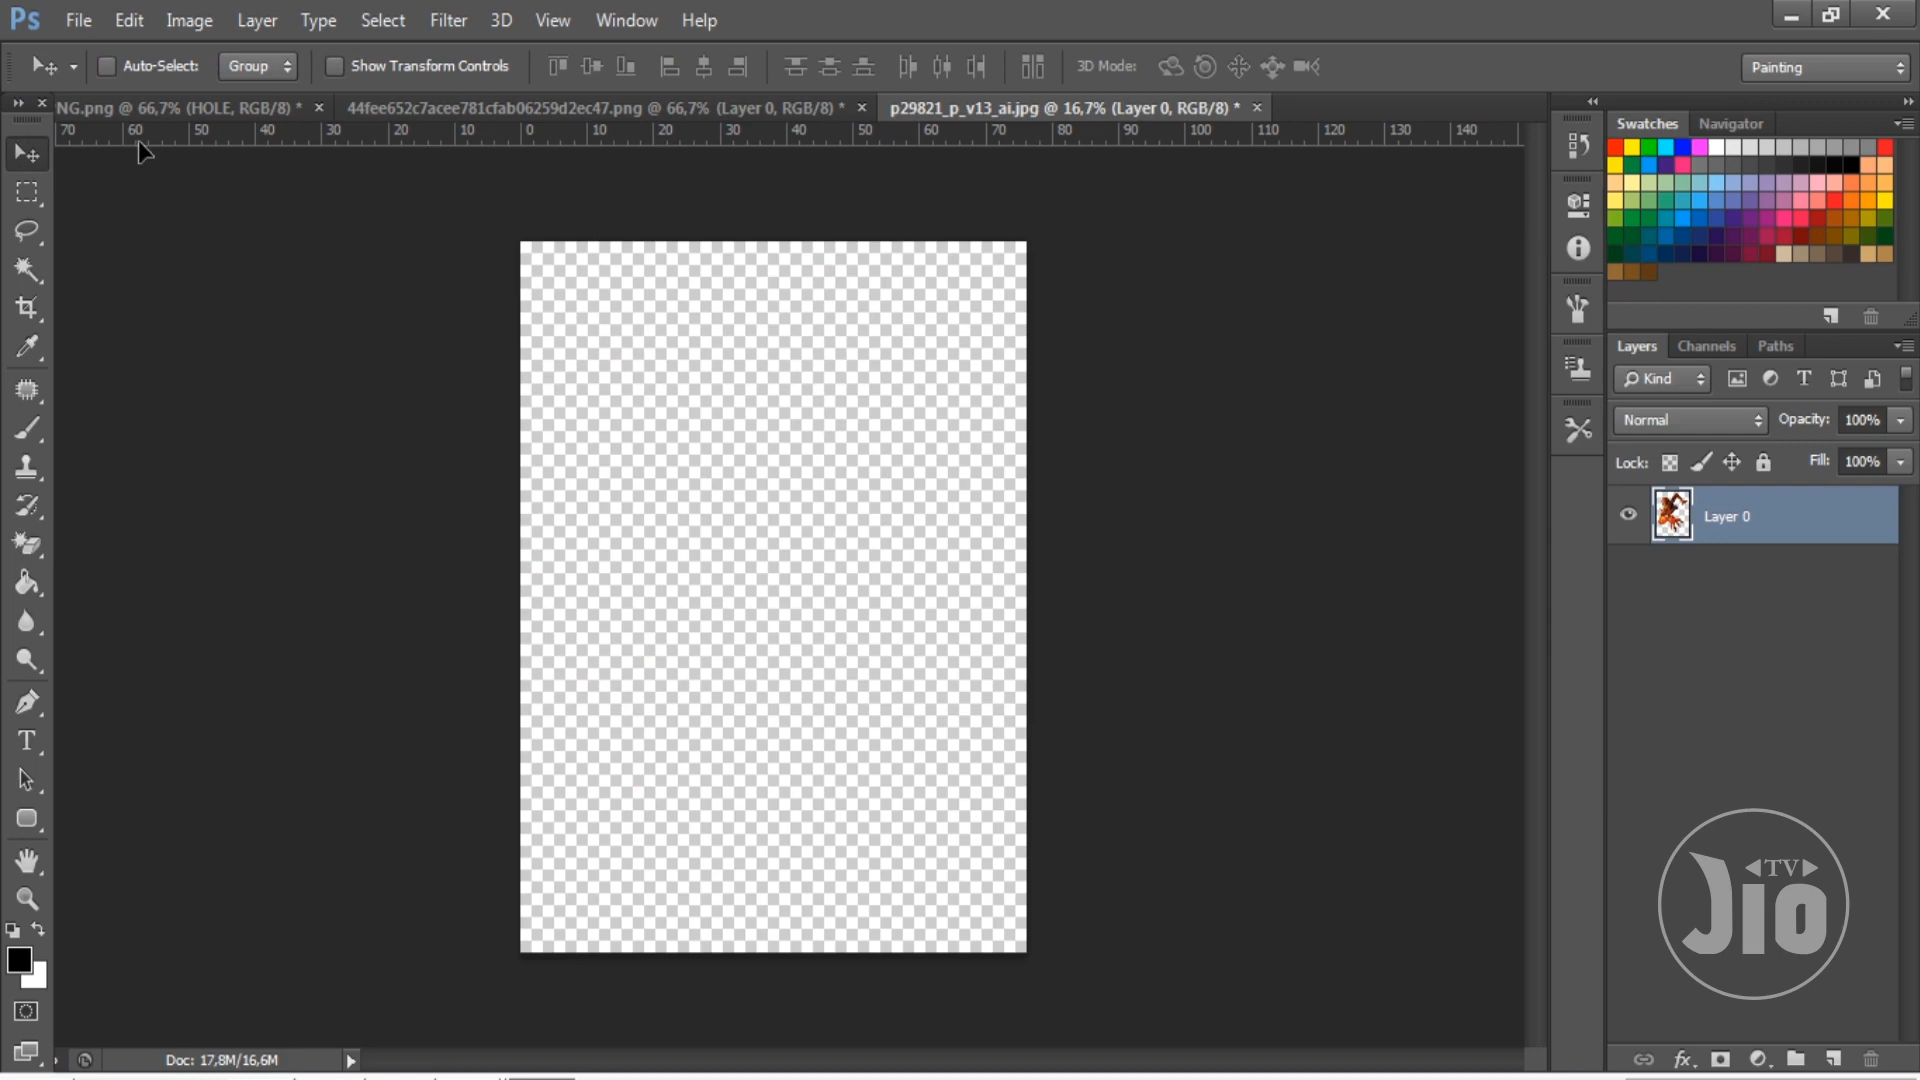 Ps File Edit Image Layer Type Select Filter 3D View Window Help
Auto-Select: Group Show Transform Controls 3D Mode: Painting
NG.png @ 66,7% (HOLE, RGB/8) * 44fee652c7acee781cfab06259d2ec47.png @ 66,7% (Layer 0, RGB/8) * p29821_p_v13_ai.jpg @ 16,7% (Layer 0, RGB/8) *
70 60 50 40 30 20 10 0 10 20 30 40 50 60 70 80 90 100 110 120 130 140
Swatches Navigator
Layers Channels Paths
Kind
Normal Opacity: 100%
Lock: Fill: 100%
Layer 0
TV
Jio
T
Doc: 17,8M/16,6M
fx